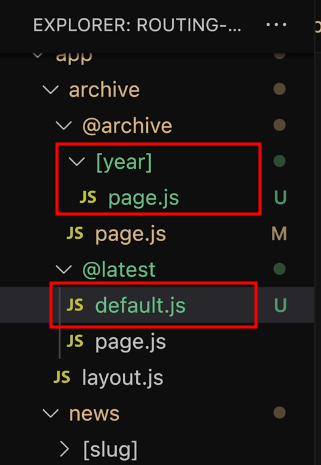 EXPLORER: ROUTING-...
app
archive
@archive
[year]
JS page.js U
JS page.js M
@latest
JS default.js U
JS page.js
JS layout.js
news
[slug]